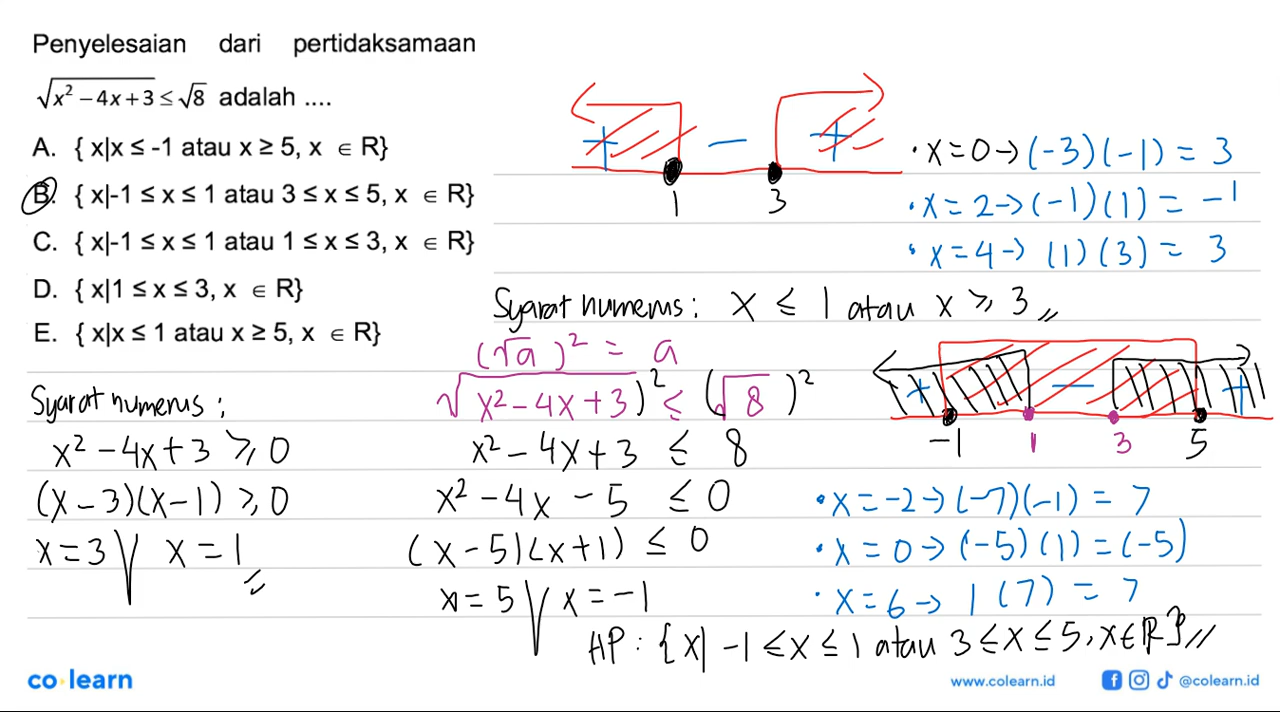 Penyelesaian dari pertidaksamaan
√x² – 4x + 3 ≤ √8 adalah ....
A. { x|x ≤ -1 atau x ≥ 5, x ∈ R}
B. { x|-1 ≤ x ≤ 1 atau 3 ≤ x ≤ 5, x ∈ R}
C. { x|-1 ≤ x ≤ 1 atau 1 ≤ x ≤ 3, x ∈ R}
D. { x|1 ≤ x ≤ 3, x ∈ R}
E. { x|x ≤ 1 atau x ≥ 5, x ∈ R}
+ – +
1 3
• x = 0 → (-3)(-1) = 3
• x = 2 → (-1)(1) = -1
• x = 4 → (1)(3) = 3
Syarat numerus : x ≤ 1 atau x ≥ 3 //
Syarat numerus :
x² – 4x + 3 ≥ 0
(x – 3)(x – 1) ≥ 0
x = 3 V x = 1
(√a)² = a
√x² – 4x + 3)² ≤ (√8)²
x² – 4x + 3 ≤ 8
x² – 4x – 5 ≤ 0
(x – 5)(x + 1) ≤ 0
x = 5 V x = -1
+ – +
-1 1 3 5
• x = -2 → (-7)(-1) = 7
• x = 0 → (-5)(1) = (-5)
• x = 6 → 1 (7) = 7
HP : {x| -1 ≤ x ≤ 1 atau 3 ≤ x ≤ 5, x ∈ R} //
co·learn
www.colearn.id
@colearn.id